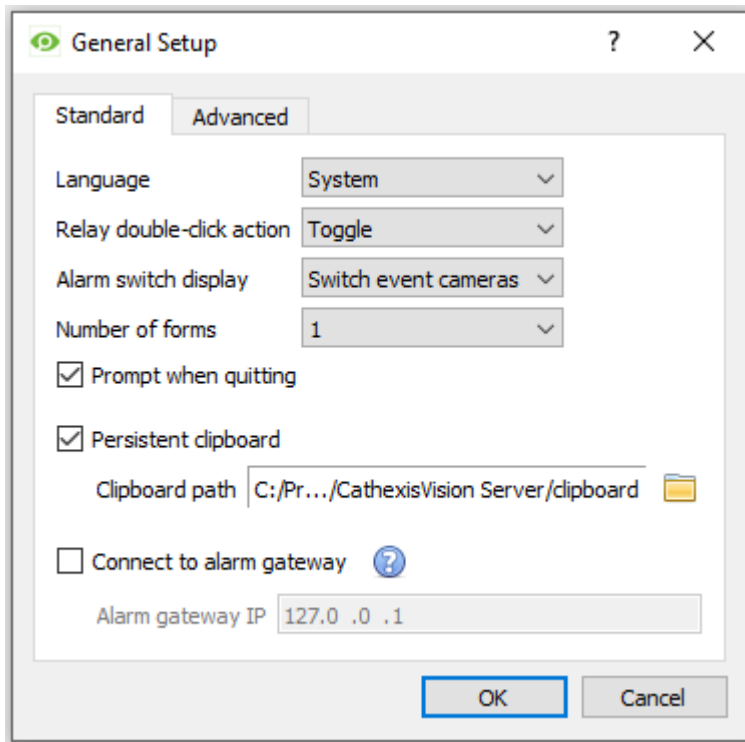 General Setup ?
Standard Advanced
Language System
Relay double-click action Toggle
Alarm switch display Switch event cameras
Number of forms 1
Prompt when quitting
Persistent clipboard
Clipboard path C:/Pr.../CathexisVision Server/clipboard
Connect to alarm gateway ?
Alarm gateway IP 127.0 .0 .1
OK Cancel